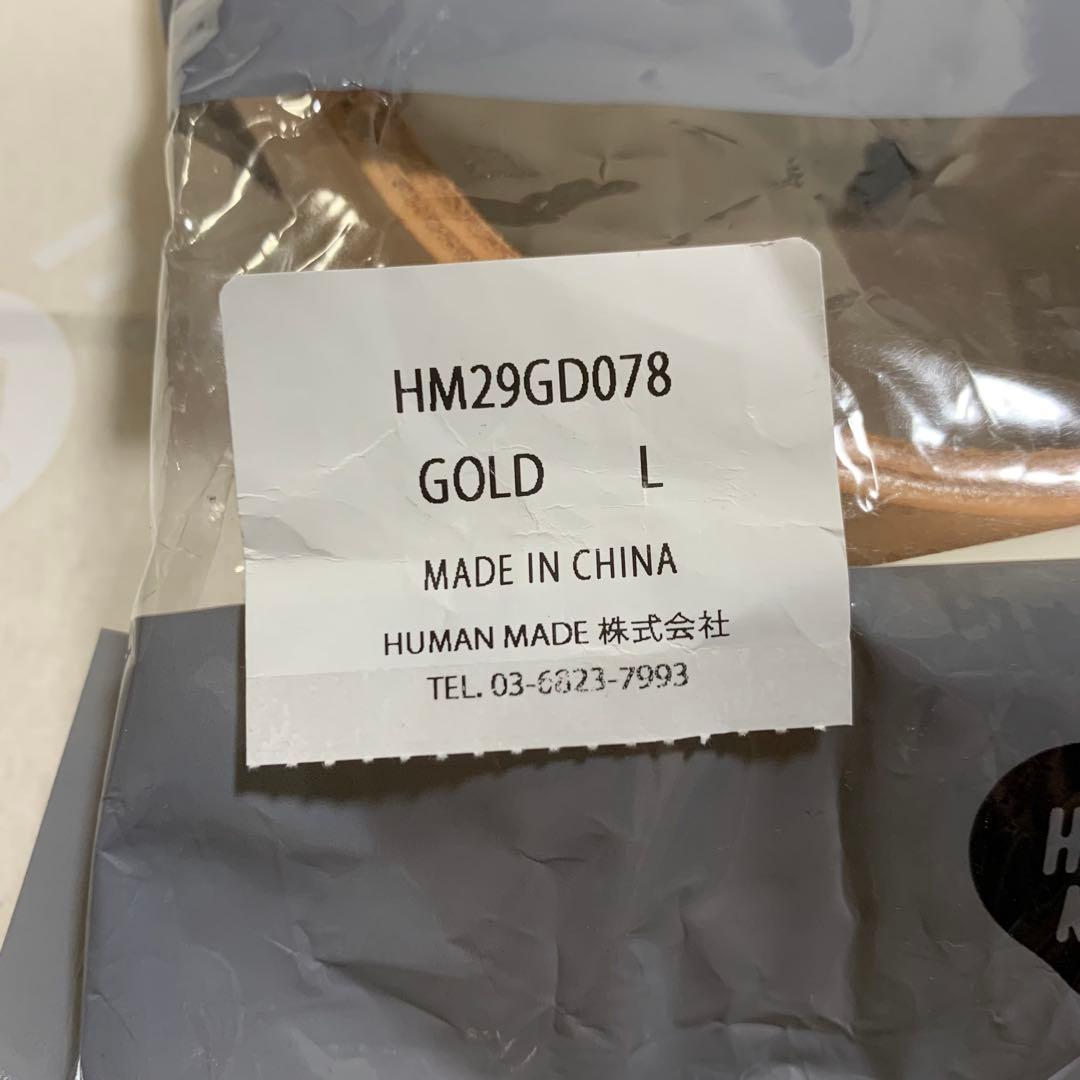 HM29GD078
GOLD L
MADE IN CHINA
HUMAN MADE 株式会社
TEL. 03-6823-7993